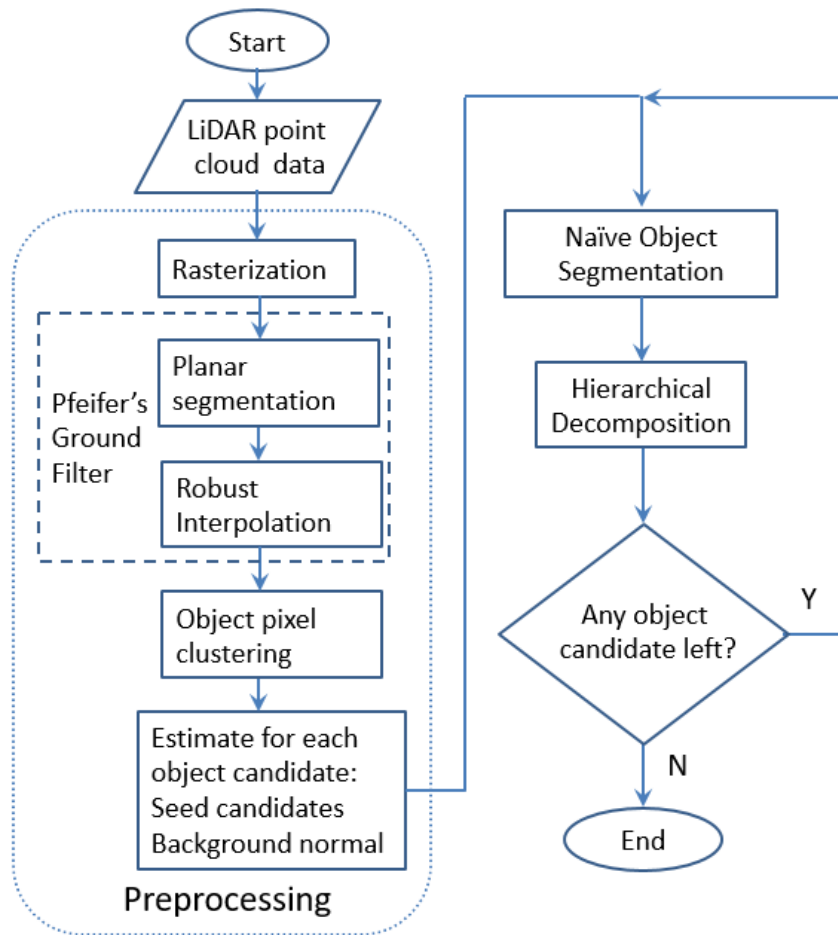 Start
LiDAR point
cloud data
Rasterization
Pfeifer's
Ground
Filter
Planar
segmentation
Robust
Interpolation
Object pixel
clustering
Estimate for each
object candidate:
Seed candidates
Background normal
Preprocessing
Naïve Object
Segmentation
Hierarchical
Decomposition
Any object
candidate left?
Y
N
End